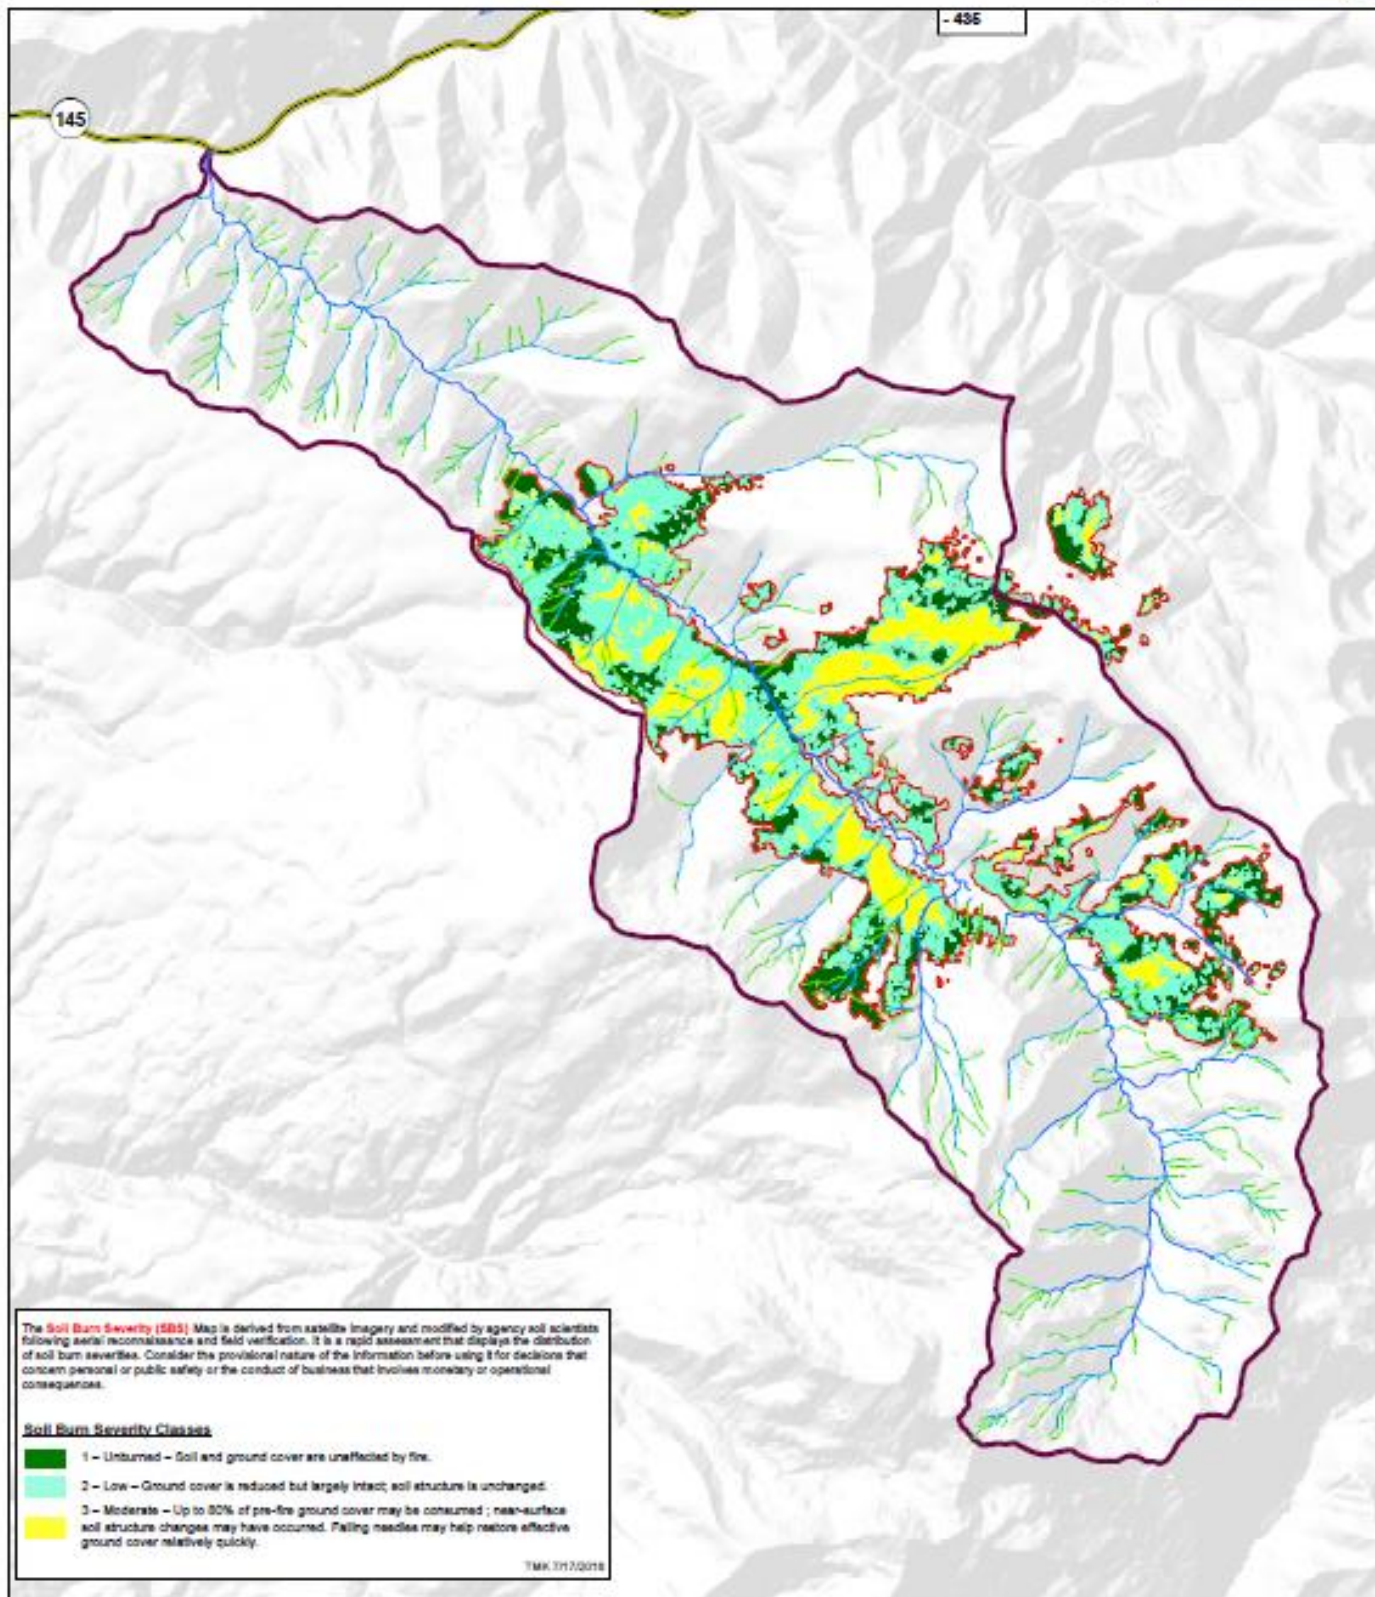 - 435
145
The Soil Burn Severity (SBS) Map is derived from satellite imagery and modified by agency soil scientists
following aerial reconnaissance and field verification. It is a rapid assessment that displays the distribution
of soil burn severities. Consider the provisional nature of the information before using it for decisions that
concern personal or public safety or the conduct of business that involves monetary or operational
consequences.
Soil Burn Severity Classes
1 – Unburned – Soil and ground cover are unaffected by fire.
2 – Low – Ground cover is reduced but largely intact; soil structure is unchanged.
3 – Moderate – Up to 80% of pre-fire ground cover may be consumed ; near-surface
soil structure changes may have occurred. Falling needles may help restore effective
ground cover relatively quickly.
TMK 7/17/2018